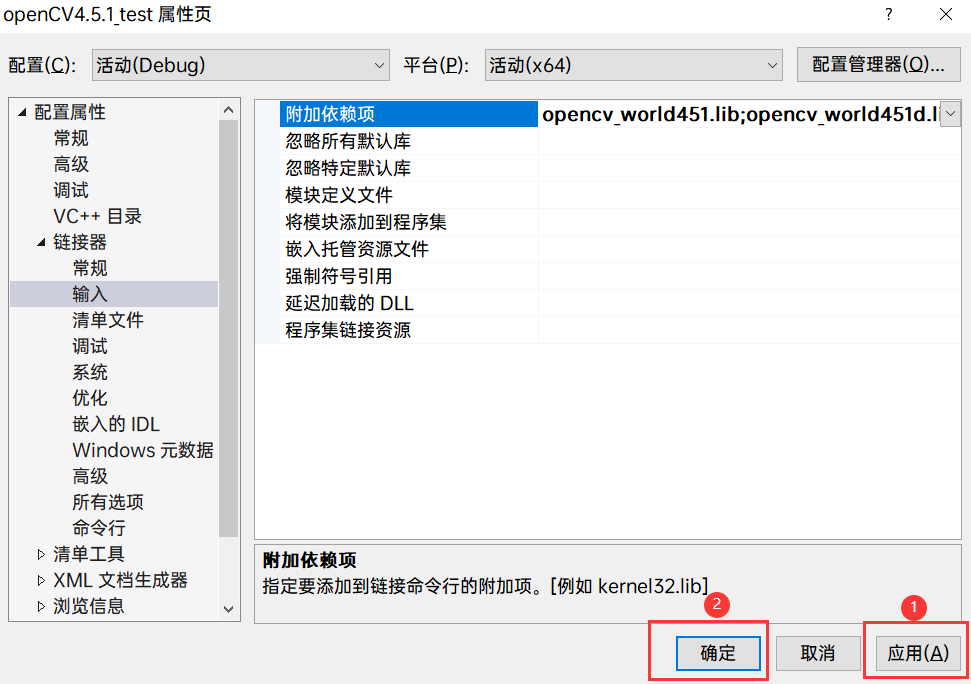 openCV4.5.1_test 属性页 ?
配置(C): 活动(Debug) 平台(P): 活动(x64) 配置管理器(O)...
配置属性
常规
高级
调试
VC++ 目录
链接器
常规
输入
清单文件
调试
系统
优化
嵌入的 IDL
Windows 元数据
高级
所有选项
命令行
清单工具
XML 文档生成器
浏览信息
附加依赖项 opencv_world451.lib;opencv_world451d.li
忽略所有默认库
忽略特定默认库
模块定义文件
将模块添加到程序集
嵌入托管资源文件
强制符号引用
延迟加载的 DLL
程序集链接资源
附加依赖项
指定要添加到链接命令行的附加项。[例如 kernel32.lib]
2 1
确定 取消 应用(A)